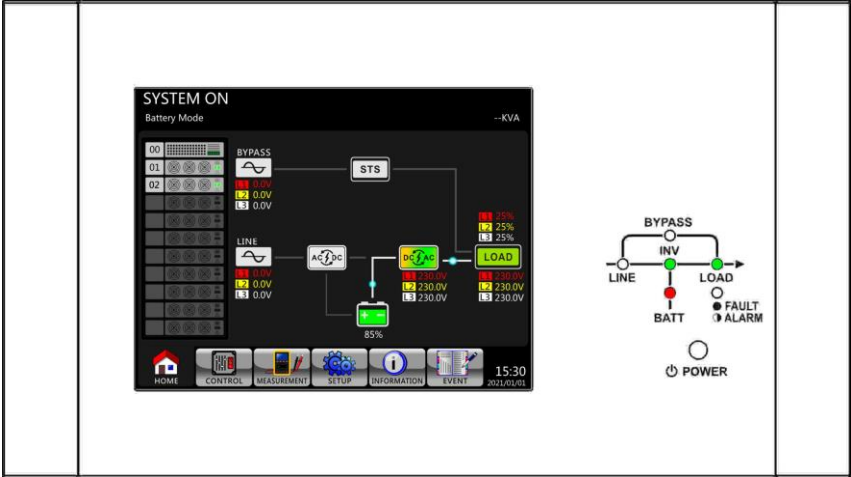 SYSTEM ON
Battery Mode
--KVA
00
01
02
BYPASS
L1 0.0V
L2 0.0V
L3 0.0V
STS
L1 25%
L2 25%
L3 25%
LINE
L1 0.0V
L2 0.0V
L3 0.0V
AC DC
DC AC
L1 230.0V
L2 230.0V
L3 230.0V
LOAD
L1 230.0V
L2 230.0V
L3 230.0V
+ -
85%
HOME
CONTROL
MEASUREMENT
SETUP
INFORMATION
EVENT
15:30
2021/01/01
BYPASS
INV
LINE
LOAD
BATT
FAULT
ALARM
POWER